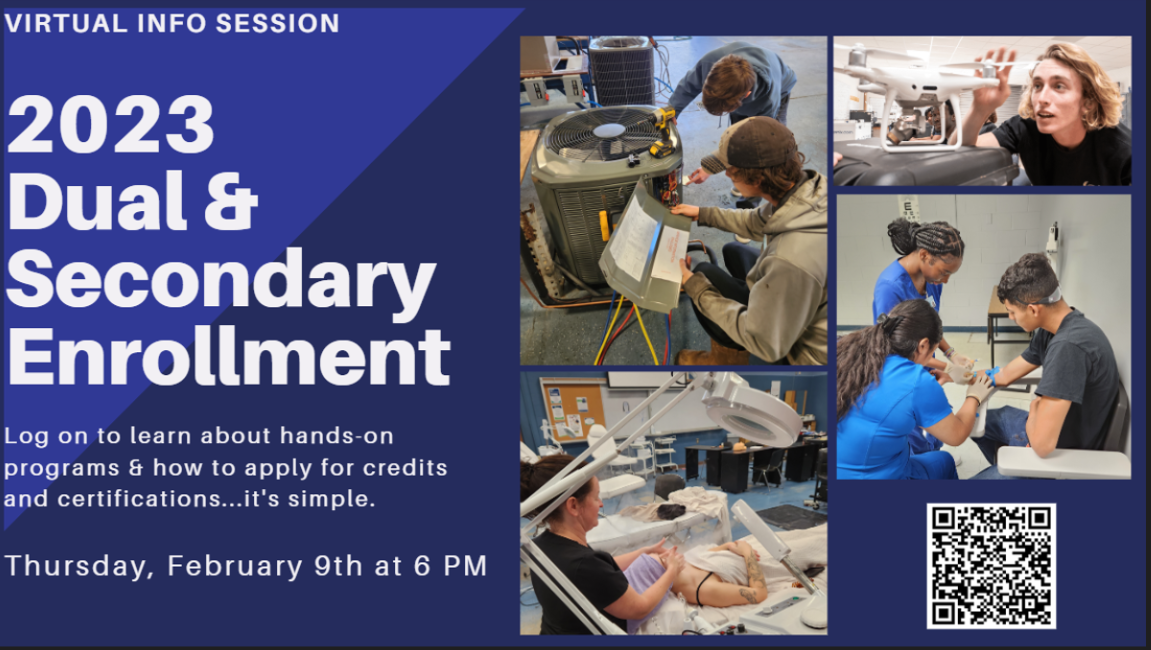 VIRTUAL INFO SESSION
2023
Dual &
Secondary
Enrollment
Log on to learn about hands-on
programs & how to apply for credits
and certifications...it's simple.
Thursday, February 9th at 6 PM